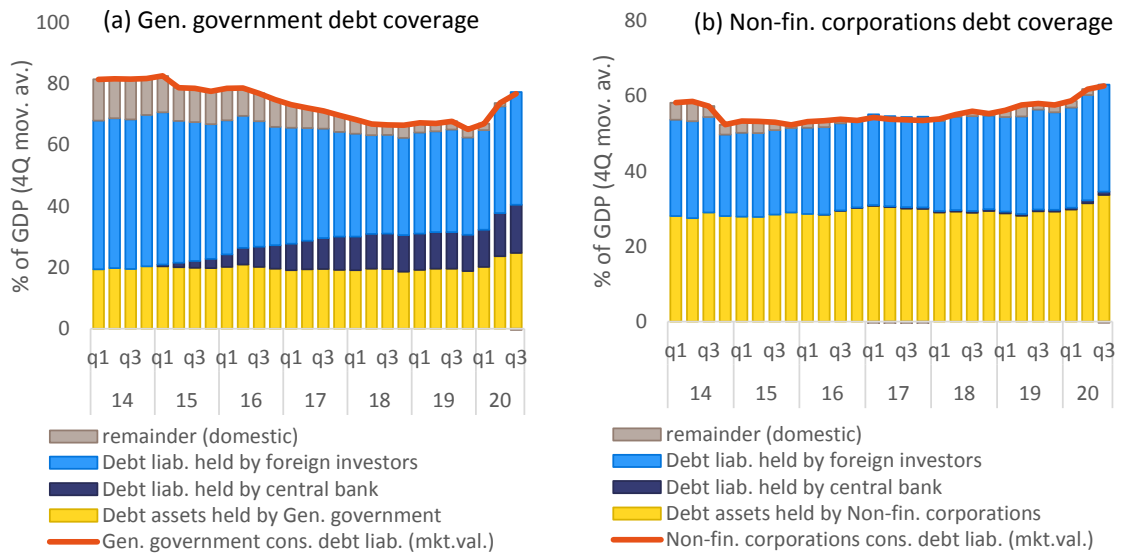 (a) Gen. government debt coverage
% of GDP (4Q mov. av.)
100
80
60
40
20
0
q1 q3 q1 q3 q1 q3 q1 q3 q1 q3 q1 q3 q1 q3
14 15 16 17 18 19 20
remainder (domestic)
Debt liab. held by foreign investors
Debt liab. held by central bank
Debt assets held by Gen. government
Gen. government cons. debt liab. (mkt.val.)
(b) Non-fin. corporations debt coverage
% of GDP (4Q mov. av.)
80
60
40
20
0
q1 q3 q1 q3 q1 q3 q1 q3 q1 q3 q1 q3 q1 q3
14 15 16 17 18 19 20
remainder (domestic)
Debt liab. held by foreign investors
Debt liab. held by central bank
Debt assets held by Non-fin. corporations
Non-fin. corporations cons. debt liab. (mkt.val.)